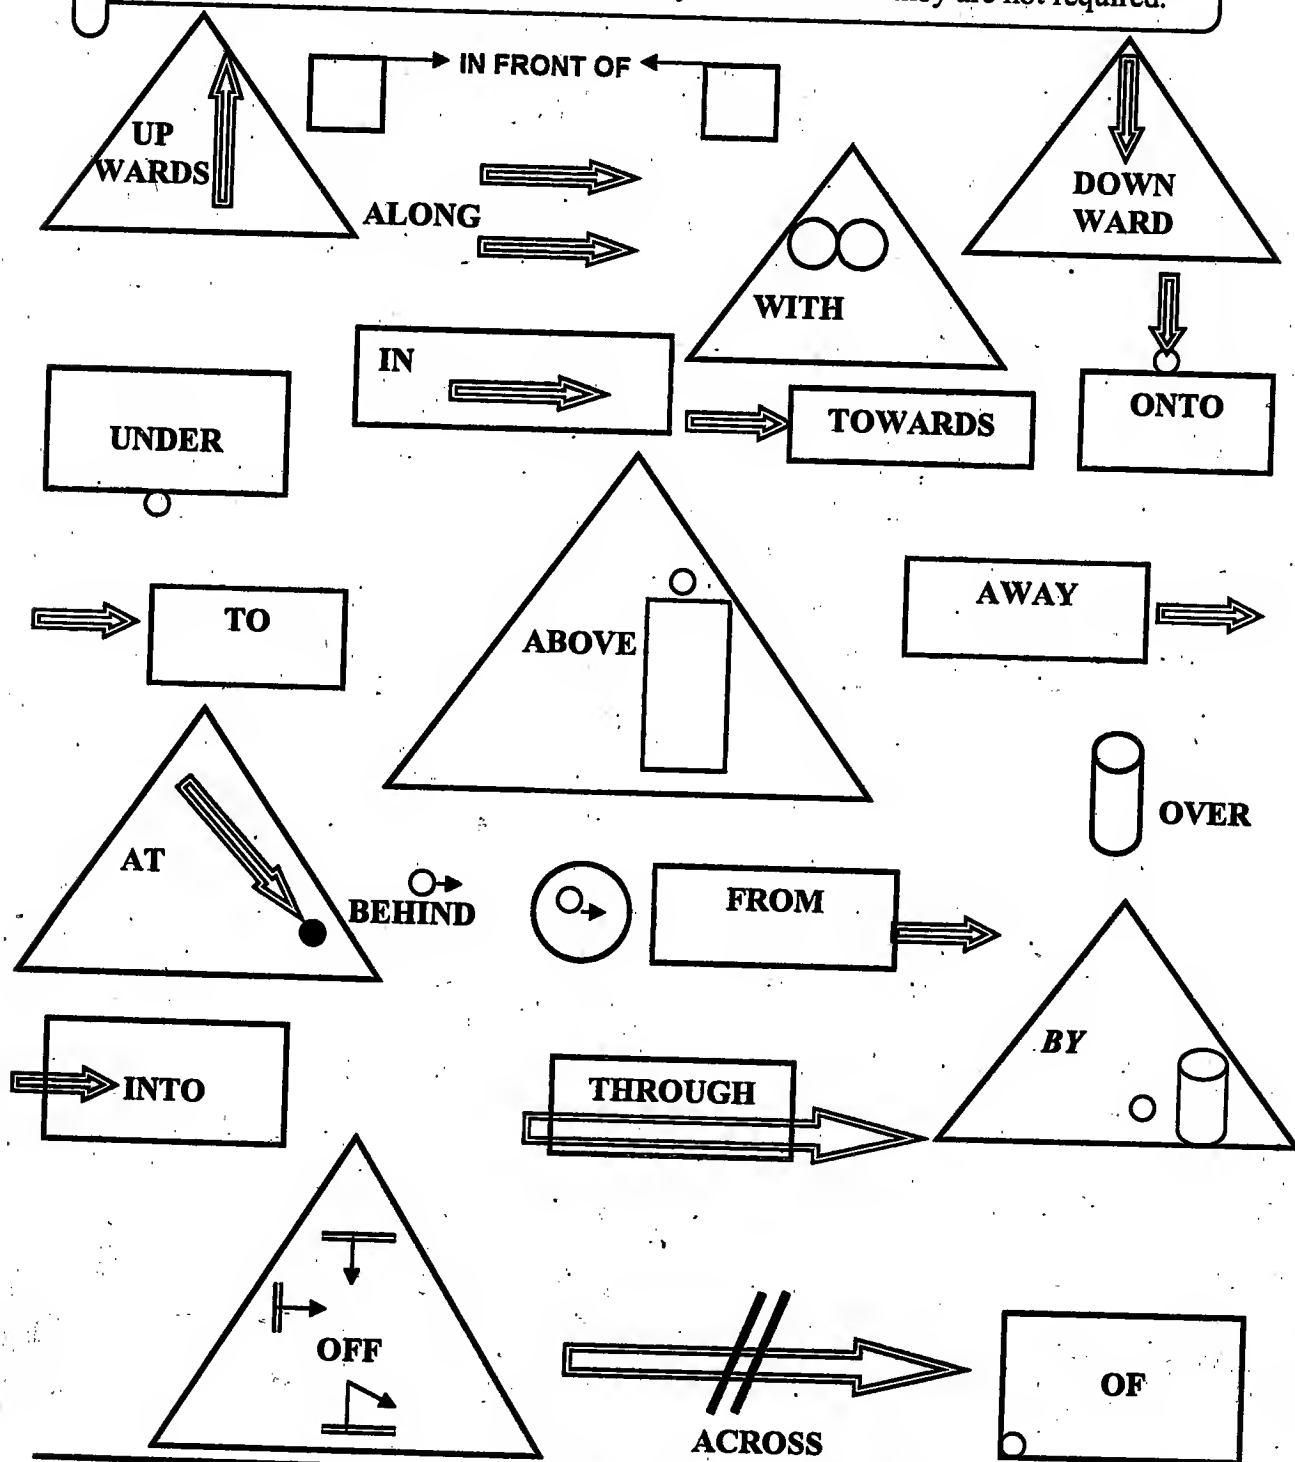 they are not required.
IN FRONT OF
UP
WARDS
ALONG
DOWN
WARD
WITH
IN
TOWARDS
ONTO
UNDER
TO
ABOVE
AWAY
AT
OVER
BEHIND
FROM
INTO
THROUGH
BY
OFF
ACROSS
OF